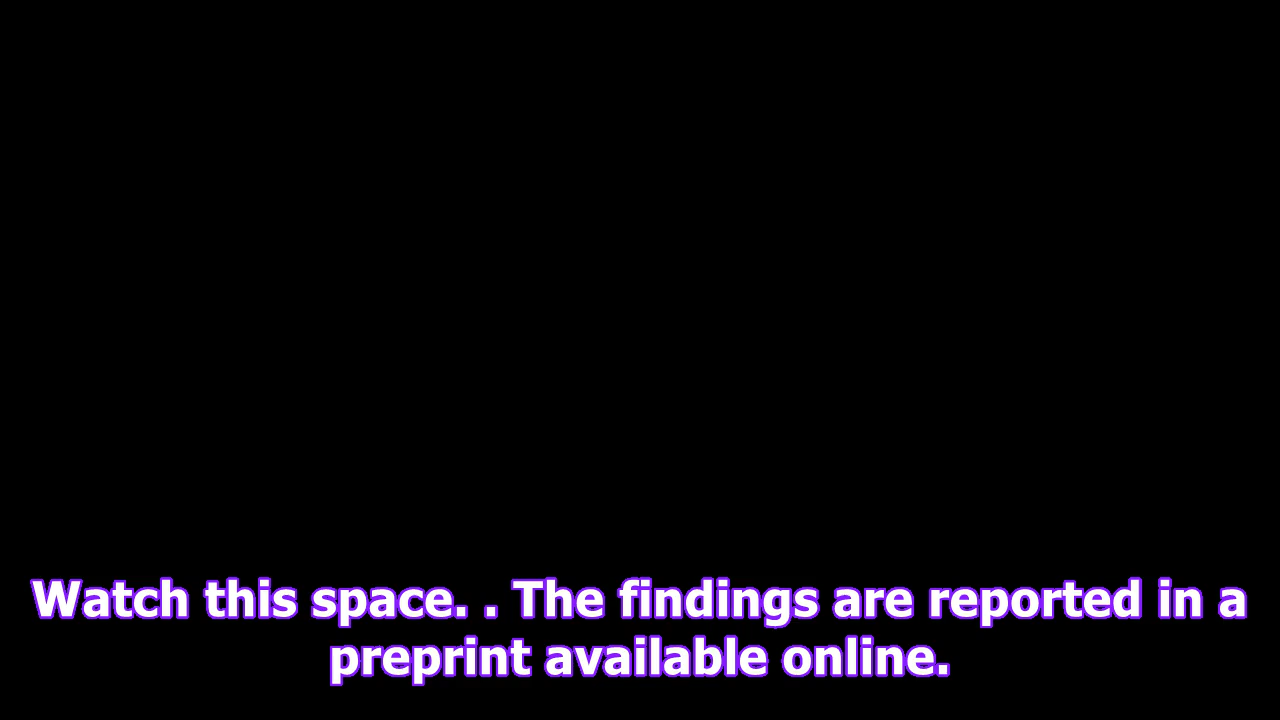 Watch this space. . The findings are reported in a
preprint available online.